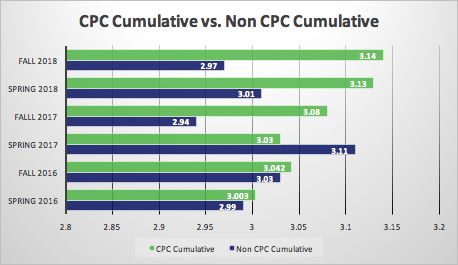 CPC Cumulative vs. Non CPC Cumulative
FALL 2018
3.14
2.97
SPRING 2018
3.13
3.01
FALLL 2017
3.08
2.94
SPRING 2017
3.03
3.11
FALL 2016
3.042
3.03
SPRING 2016
3.003
2.99
2.8 2.85 2.9 2.95 3 3.05 3.1 3.15 3.2
CPC Cumulative Non CPC Cumulative